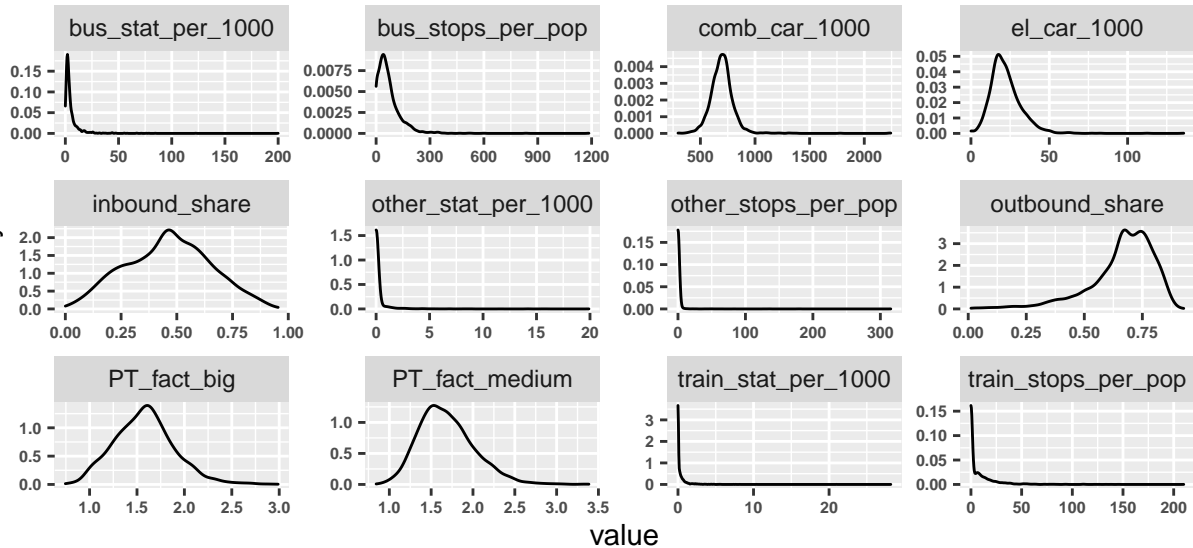 bus_stat_per_1000 bus_stops_per_pop comb_car_1000 el_car_1000
0.15 0.10 0.05 0.00
0 50 100 150 200
0.0075 0.0050 0.0025 0.0000
0 300 600 900 1200
0.004 0.003 0.002 0.001 0.000
500 1000 1500 2000
0.05 0.04 0.03 0.02 0.01 0.00
0 50 100
inbound_share other_stat_per_1000 other_stops_per_pop outbound_share
2.0 1.5 1.0 0.5 0.0
0.00 0.25 0.50 0.75 1.00
1.5 1.0 0.5 0.0
0 5 10 15 20
0.15 0.10 0.05 0.00
0 100 200 300
3 2 1 0
0.00 0.25 0.50 0.75
PT_fact_big PT_fact_medium train_stat_per_1000 train_stops_per_pop
1.0 0.5 0.0
1.0 1.5 2.0 2.5 3.0
1.0 0.5 0.0
1.0 1.5 2.0 2.5 3.0 3.5
3 2 1 0
0 10 20
0.15 0.10 0.05 0.00
0 50 100 150 200
value